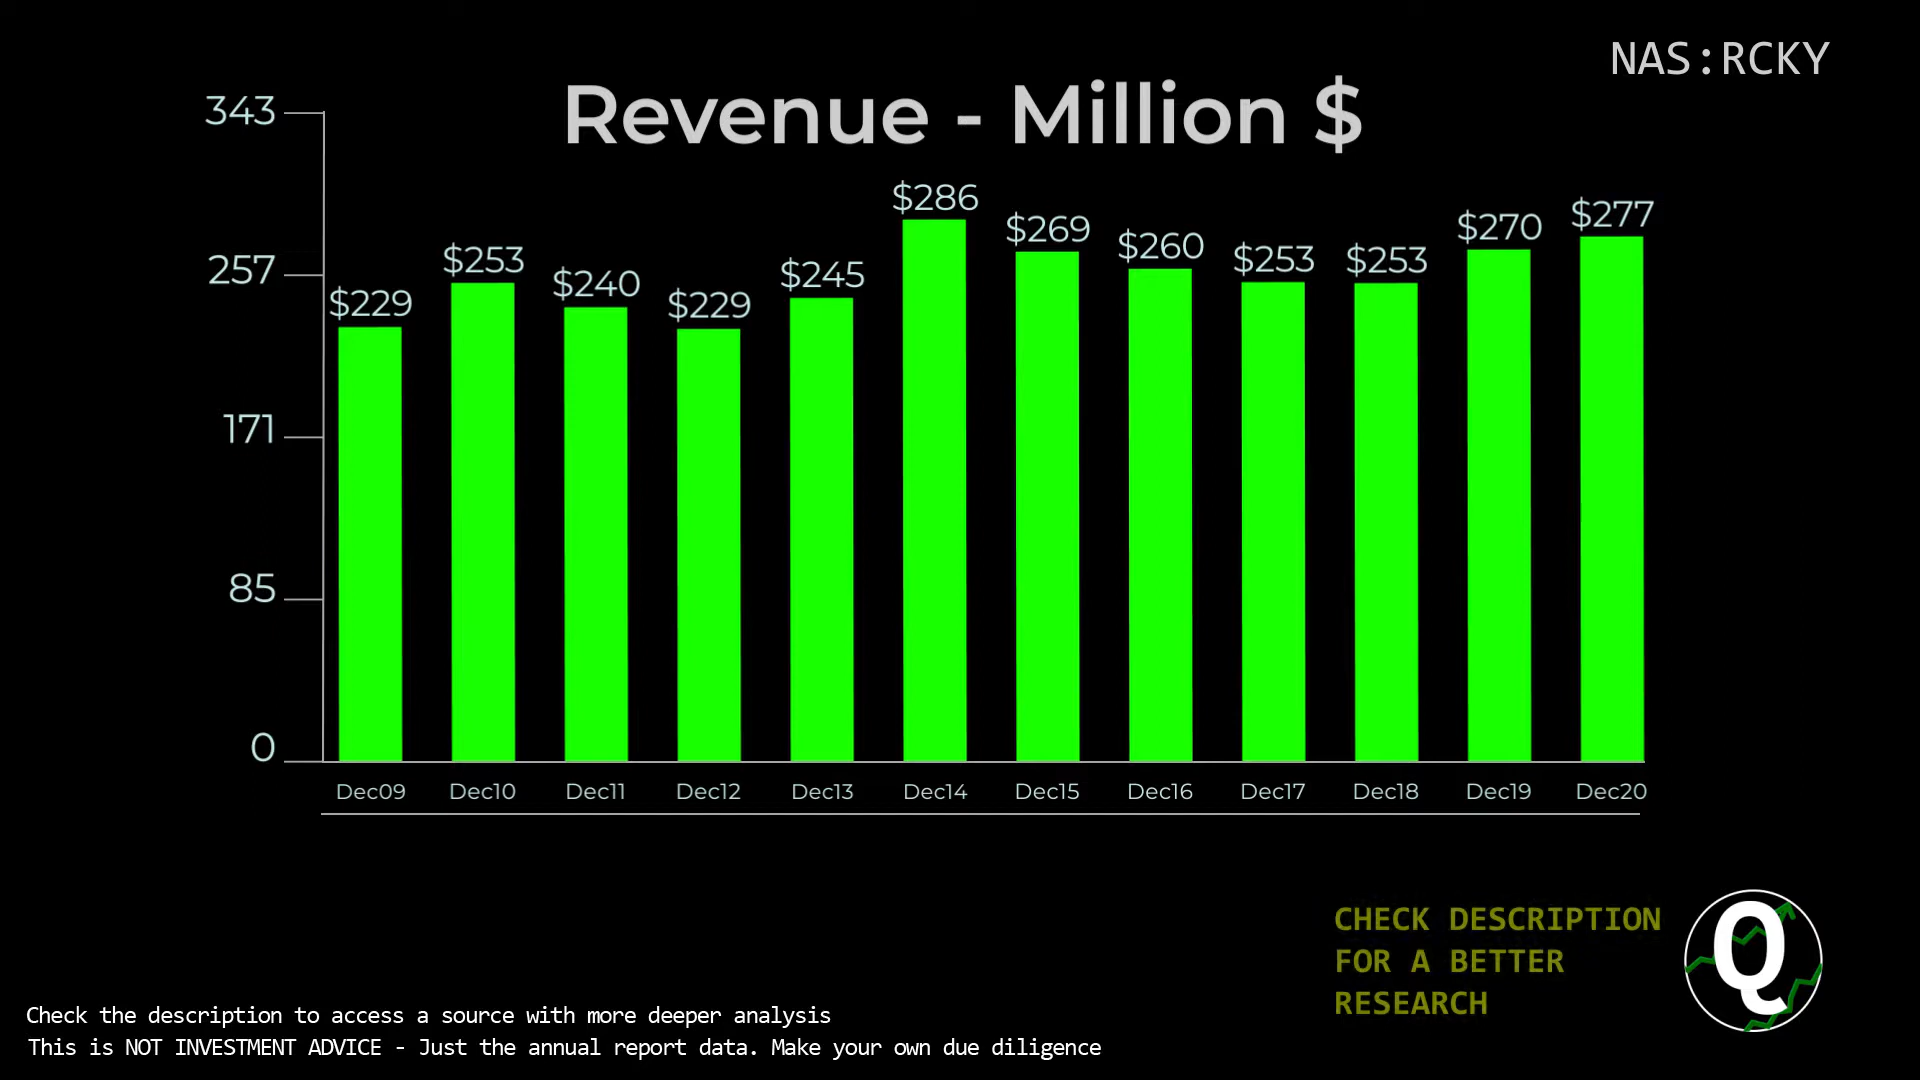 NAS:RCKY
Revenue - Million $
343
257
171
85
0
$229
$253
$240
$229
$245
$286
$269
$260
$253
$253
$270
$277
Dec09
Dec10
Dec11
Dec12
Dec13
Dec14
Dec15
Dec16
Dec17
Dec18
Dec19
Dec20
CHECK DESCRIPTION
FOR A BETTER
RESEARCH
Q
Check the description to access a source with more deeper analysis
This is NOT INVESTMENT ADVICE - Just the annual report data. Make your own due diligence